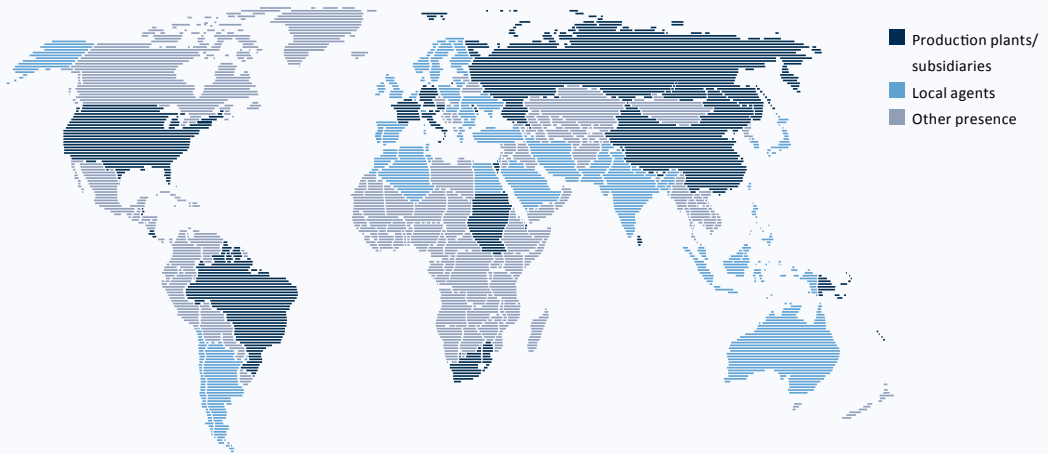 Production plants/
subsidiaries
Local agents
Other presence